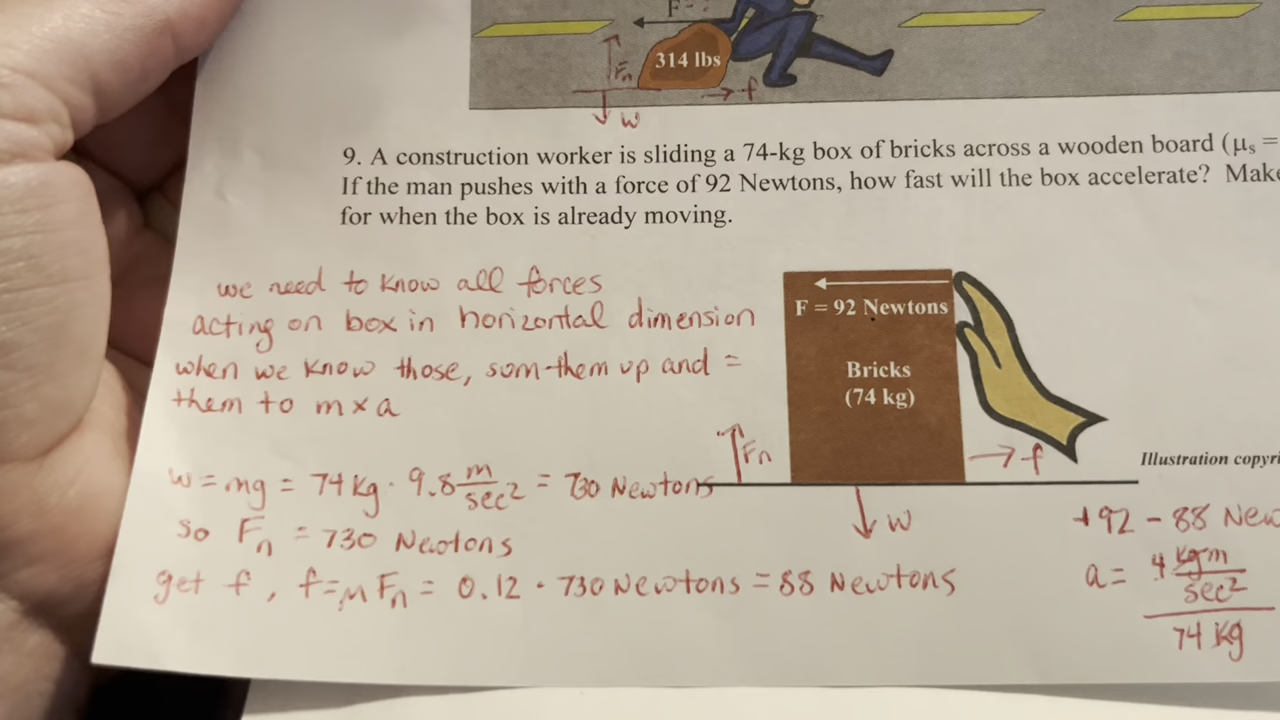 F =
314 lbs
Fn
f
w
9. A construction worker is sliding a 74-kg box of bricks across a wooden board (μs =
If the man pushes with a force of 92 Newtons, how fast will the box accelerate? Make
for when the box is already moving.
we need to know all forces
acting on box in horizontal dimension
when we know those, som them up and =
them to m x a
F = 92 Newtons
Bricks
(74 kg)
Fn
f
w
Illustration copyri
w = mg = 74 Kg · 9.8 m/sec² = 730 Newtons
so Fn = 730 Newtons
get f, f = μ Fn = 0.12 · 730 Newtons = 88 Newtons
+92 - 88 New
a = 4 kg m/sec²
74 kg